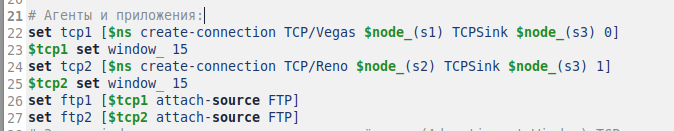 21 # Агенты и приложения:
22 set tcp1 [$ns create-connection TCP/Vegas $node_(s1) TCPSink $node_(s3) 0]
23 $tcp1 set window_ 15
24 set tcp2 [$ns create-connection TCP/Reno $node_(s2) TCPSink $node_(s3) 1]
25 $tcp2 set window_ 15
26 set ftp1 [$tcp1 attach-source FTP]
27 set ftp2 [$tcp2 attach-source FTP]